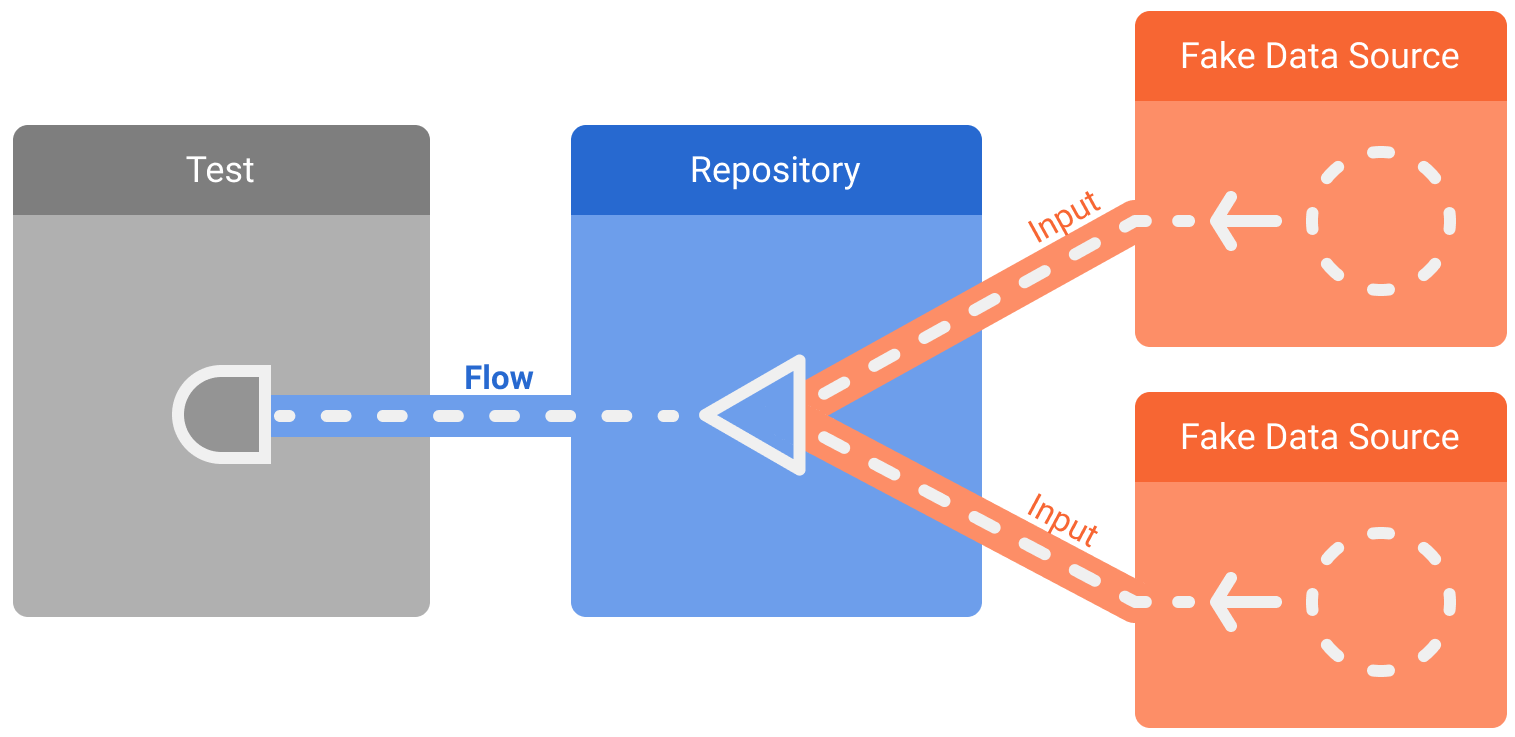 Test
Flow
Repository
Input
Input
Fake Data Source
Fake Data Source